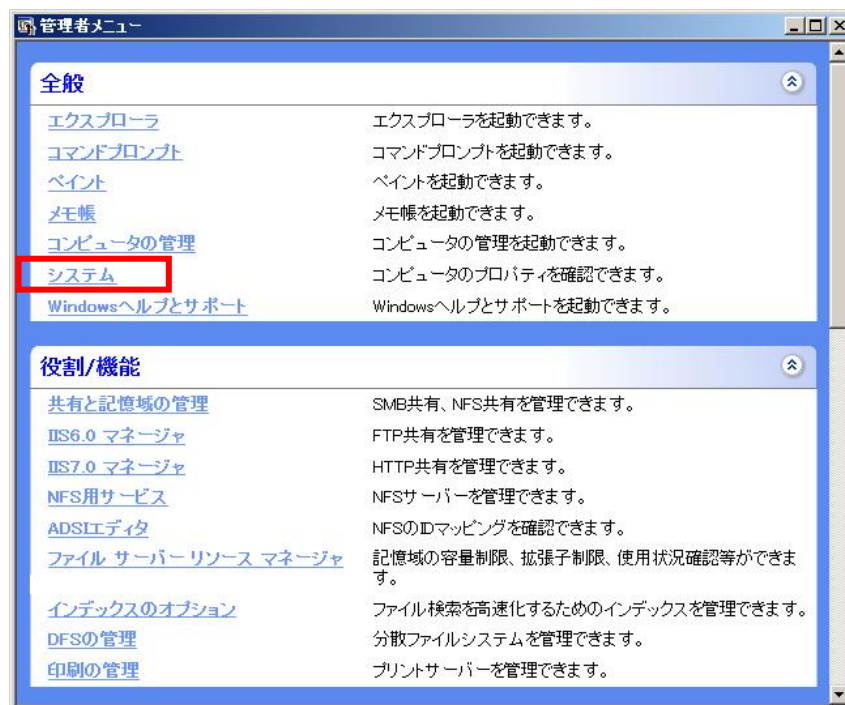 管理者メニュー
全般
エクスプローラ エクスプローラを起動できます。
コマンドプロンプト コマンドプロンプトを起動できます。
ペイント ペイントを起動できます。
メモ帳 メモ帳を起動できます。
コンピュータの管理 コンピュータの管理を起動できます。
システム コンピュータのプロパティを確認できます。
Windowsヘルプとサポート Windowsヘルプとサポートを起動できます。
役割/機能
共有と記憶域の管理 SMB共有、NFS共有を管理できます。
IIS6.0 マネージャ FTP共有を管理できます。
IIS7.0 マネージャ HTTP共有を管理できます。
NFS用サービス NFSサーバーを管理できます。
ADSIエディタ NFSのIDマッピングを確認できます。
ファイル サーバー リソース マネージャ 記憶域の容量制限、拡張子制限、使用状況確認等ができま
す。
インデックスのオプション ファイル検索を高速化するためのインデックスを管理できます。
DFSの管理 分散ファイルシステムを管理できます。
印刷の管理 プリントサーバーを管理できます。